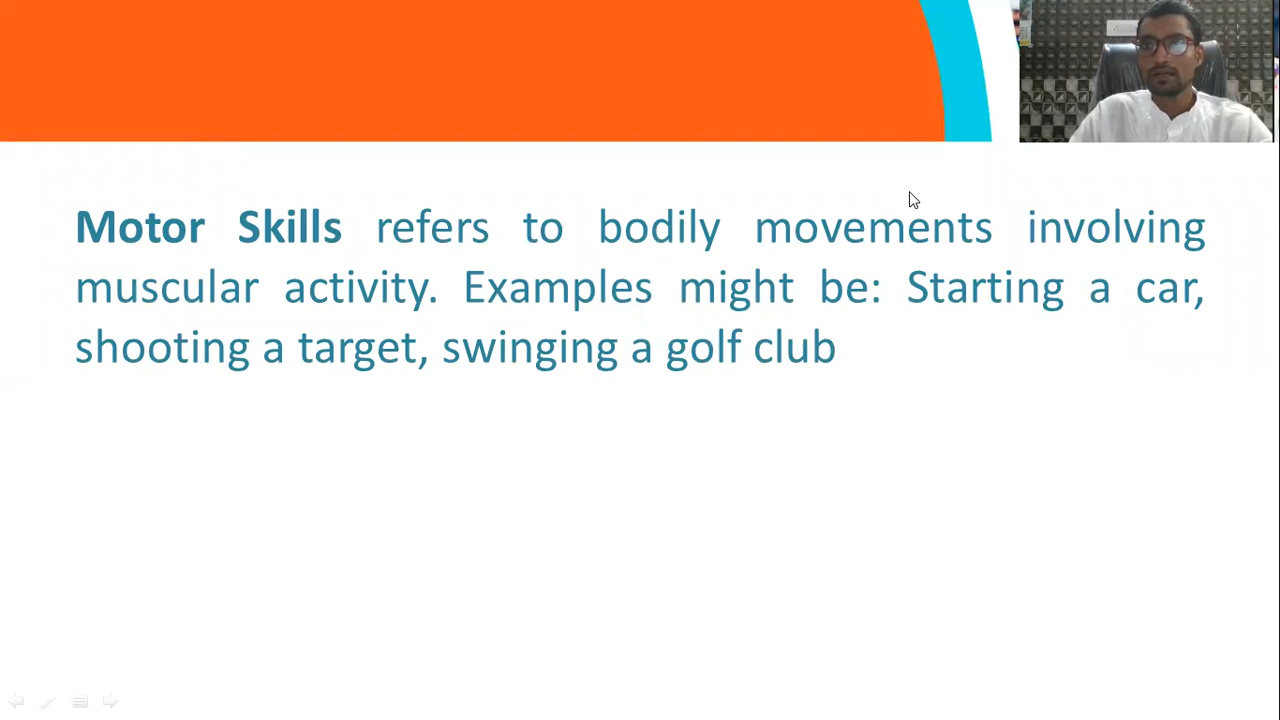 Motor Skills refers to bodily movements involving
muscular activity. Examples might be: Starting a car,
shooting a target, swinging a golf club